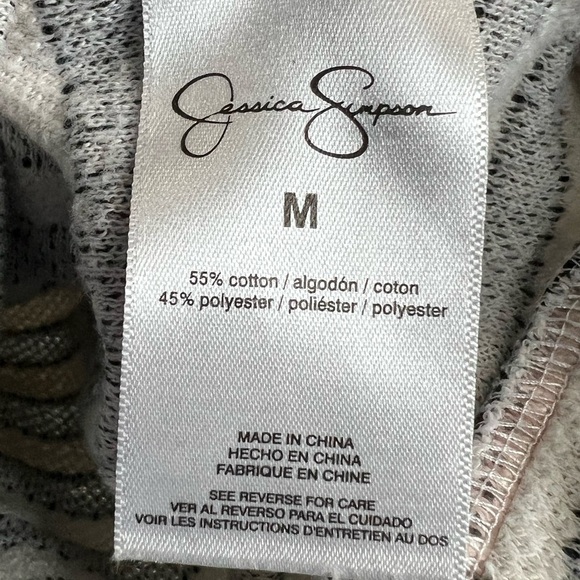 Jessica Simpson
M
55% cotton / algodón / coton
45% polyester / poliéster / polyester
MADE IN CHINA
HECHO EN CHINA
FABRIQUE EN CHINE
SEE REVERSE FOR CARE
VER AL REVERSO PARA EL CUIDADO
VOIR LES INSTRUCTIONS D'ENTRETIEN AU DOS